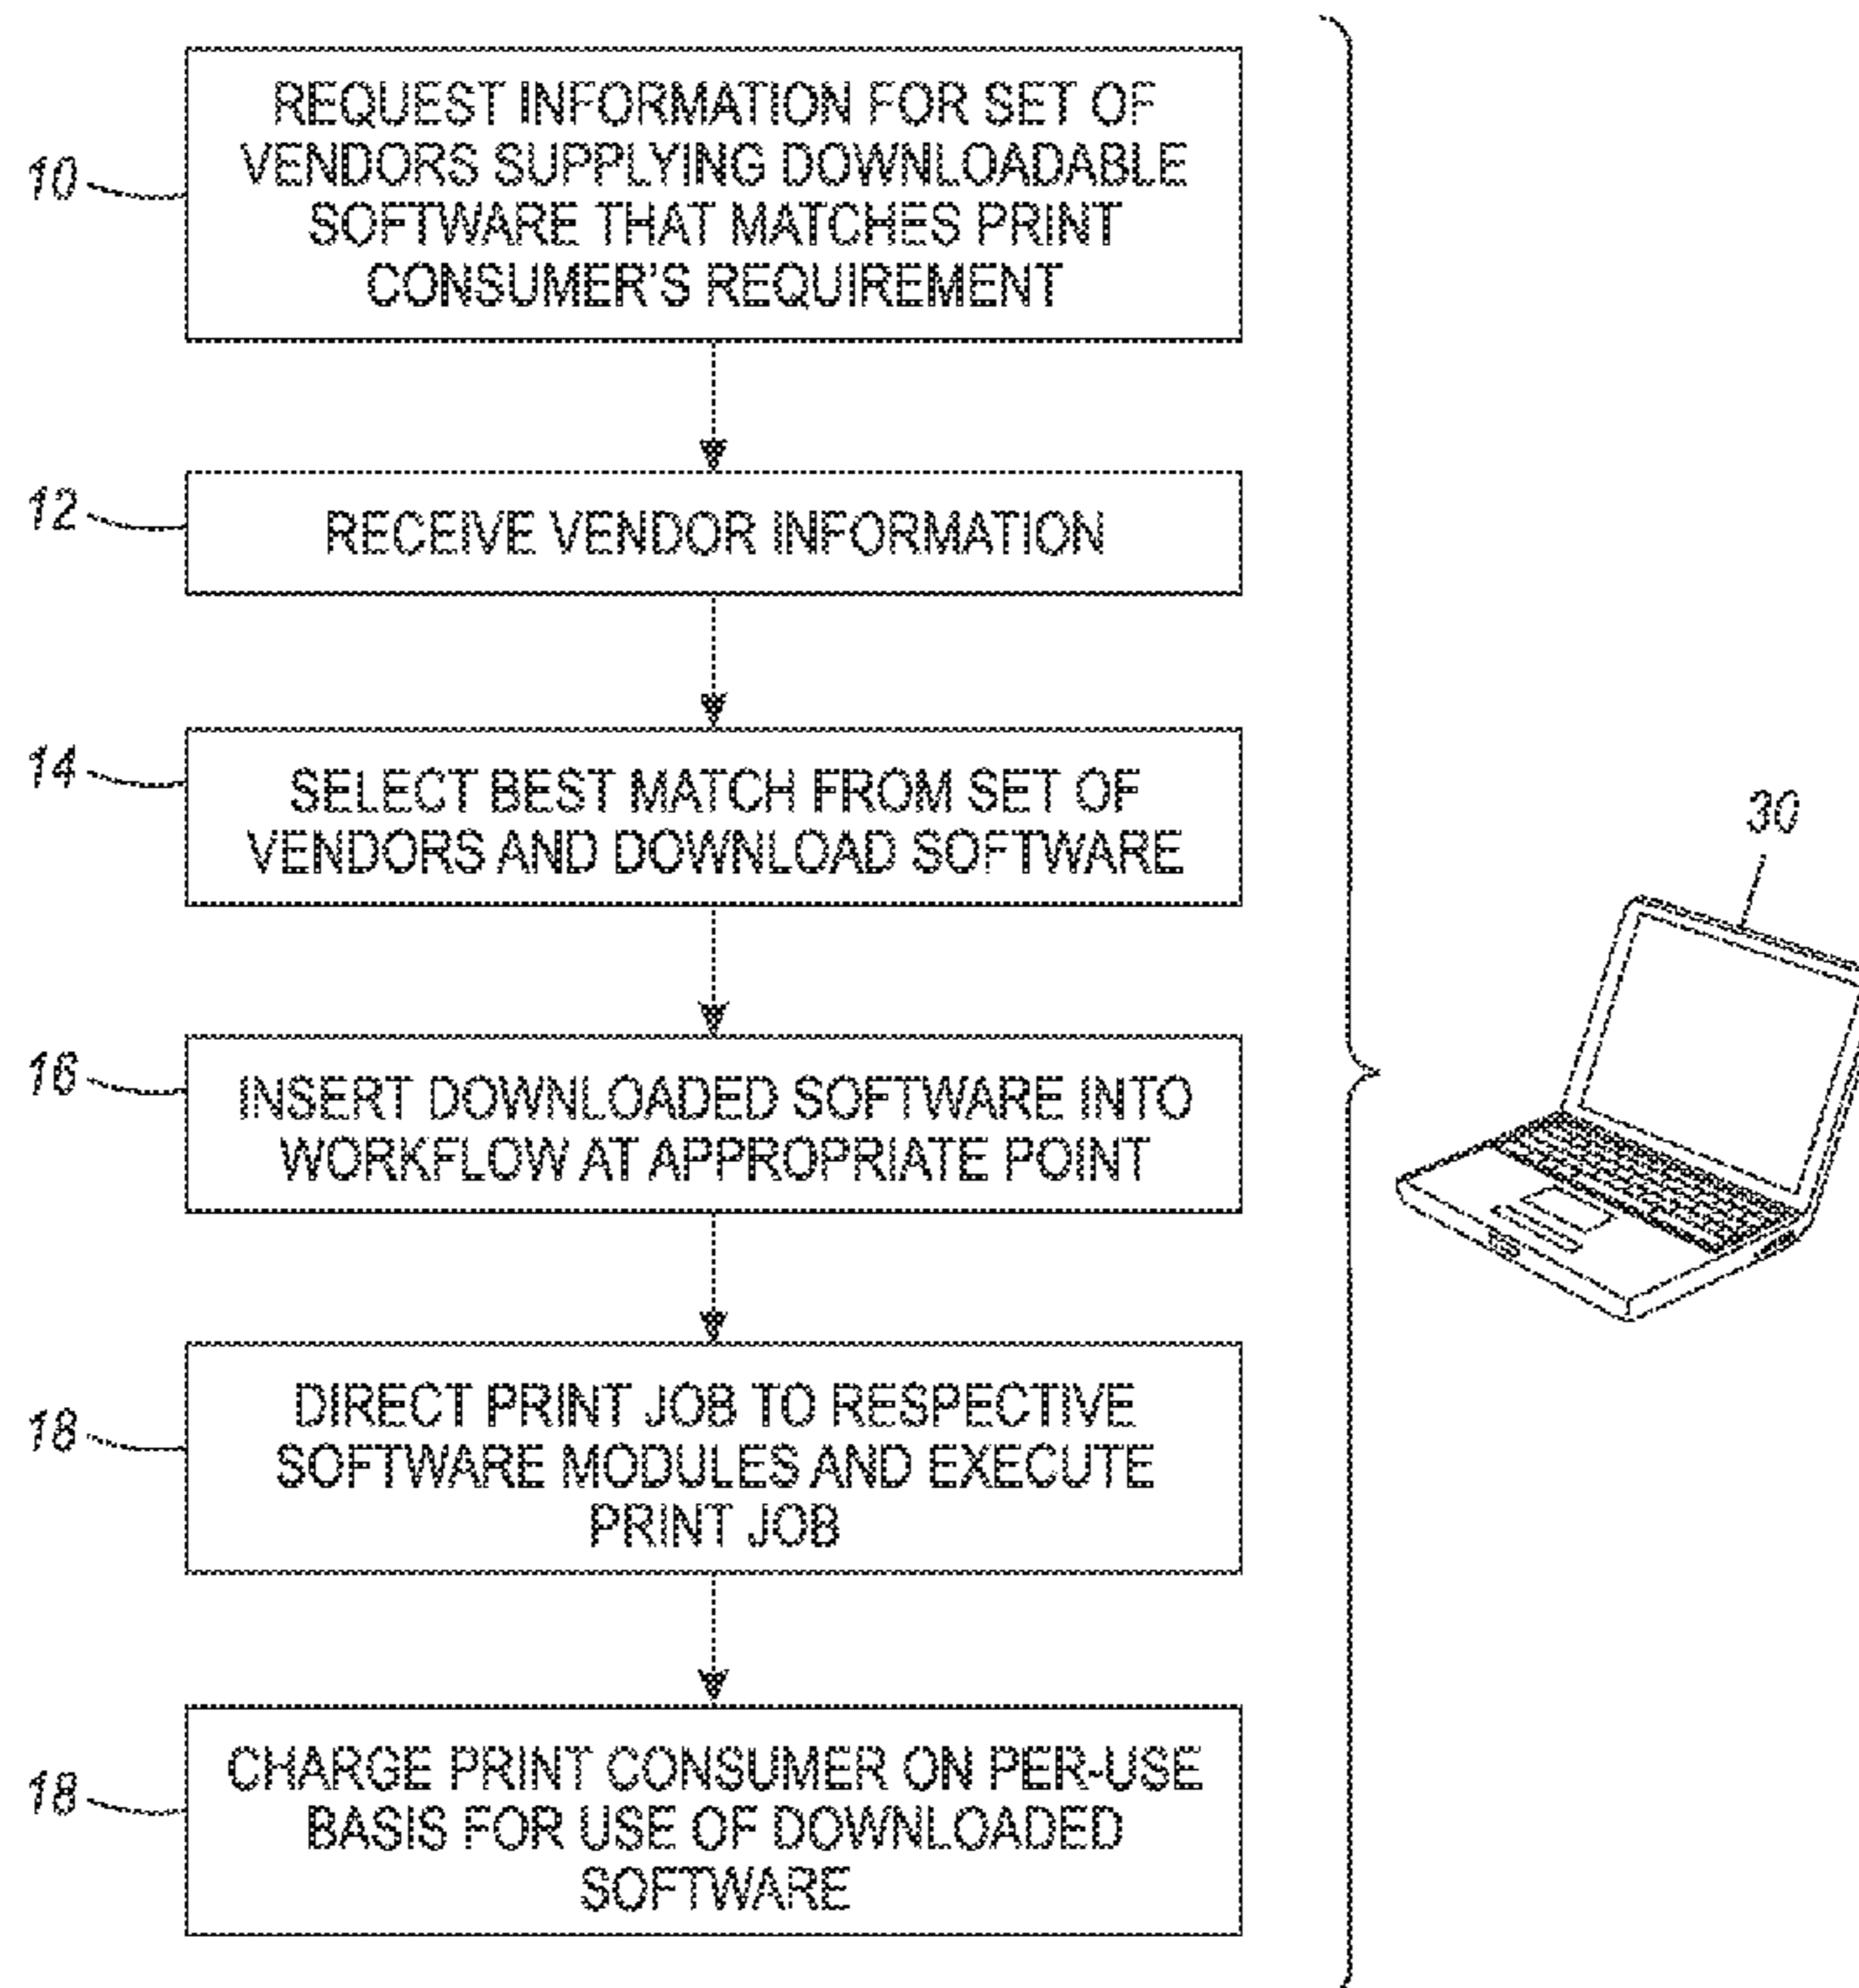 10
REQUEST INFORMATION FOR SET OF
VENDORS SUPPLYING DOWNLOADABLE
SOFTWARE THAT MATCHES PRINT
CONSUMER'S REQUIREMENT
12
RECEIVE VENDOR INFORMATION
14
SELECT BEST MATCH FROM SET OF
VENDORS AND DOWNLOAD SOFTWARE
30
16
INSERT DOWNLOADED SOFTWARE INTO
WORKFLOW AT APPROPRIATE POINT
18
DIRECT PRINT JOB TO RESPECTIVE
SOFTWARE MODULES AND EXECUTE
PRINT JOB
18
CHARGE PRINT CONSUMER ON PER-USE
BASIS FOR USE OF DOWNLOADED
SOFTWARE